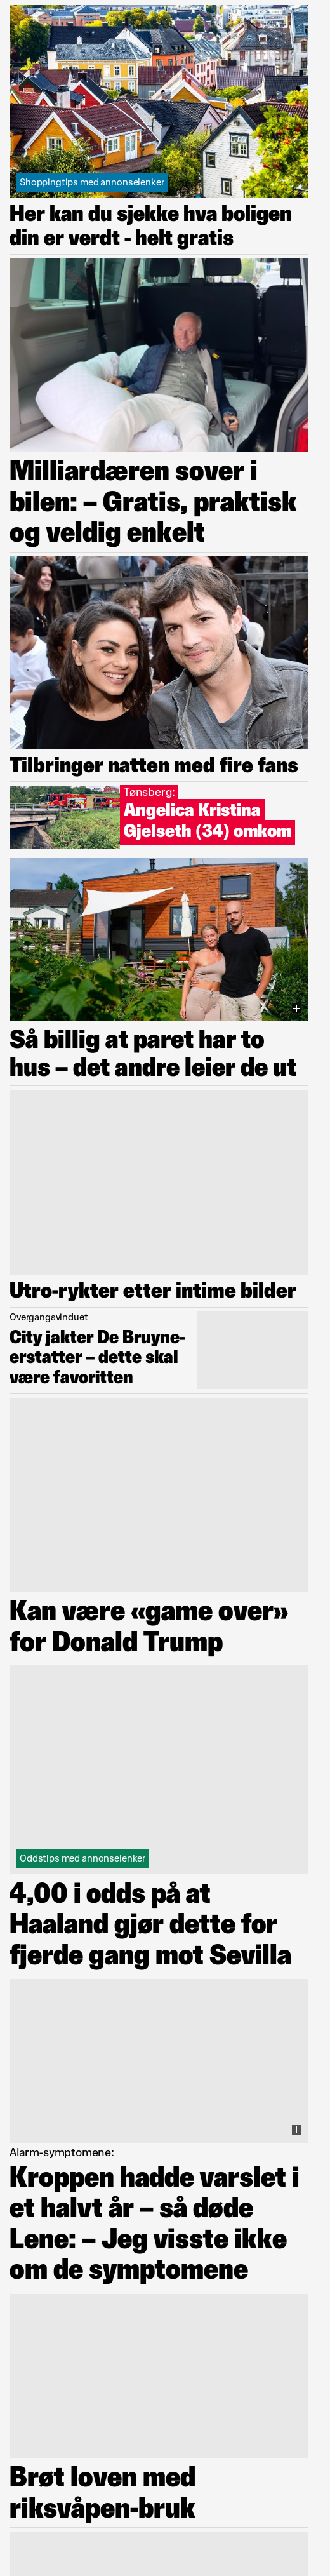 Shoppingtips med annonselenker
Her kan du sjekke hva boligen
din er verdt - helt gratis
Milliardæren sover i
bilen: – Gratis, praktisk
og veldig enkelt
Tilbringer natten med fire fans
Tønsberg:
Angelica Kristina
Gjelseth (34) omkom
Så billig at paret har to
hus – det andre leier de ut
Utro-rykter etter intime bilder
Overgangsvinduet
City jakter De Bruyne-
erstatter – dette skal
være favoritten
Kan være «game over»
for Donald Trump
Oddstips med annonselenker
4,00 i odds på at
Haaland gjør dette for
fjerde gang mot Sevilla
Alarm-symptomene:
Kroppen hadde varslet i
et halvt år – så døde
Lene: – Jeg visste ikke
om de symptomene
Brøt loven med
riksvåpen-bruk